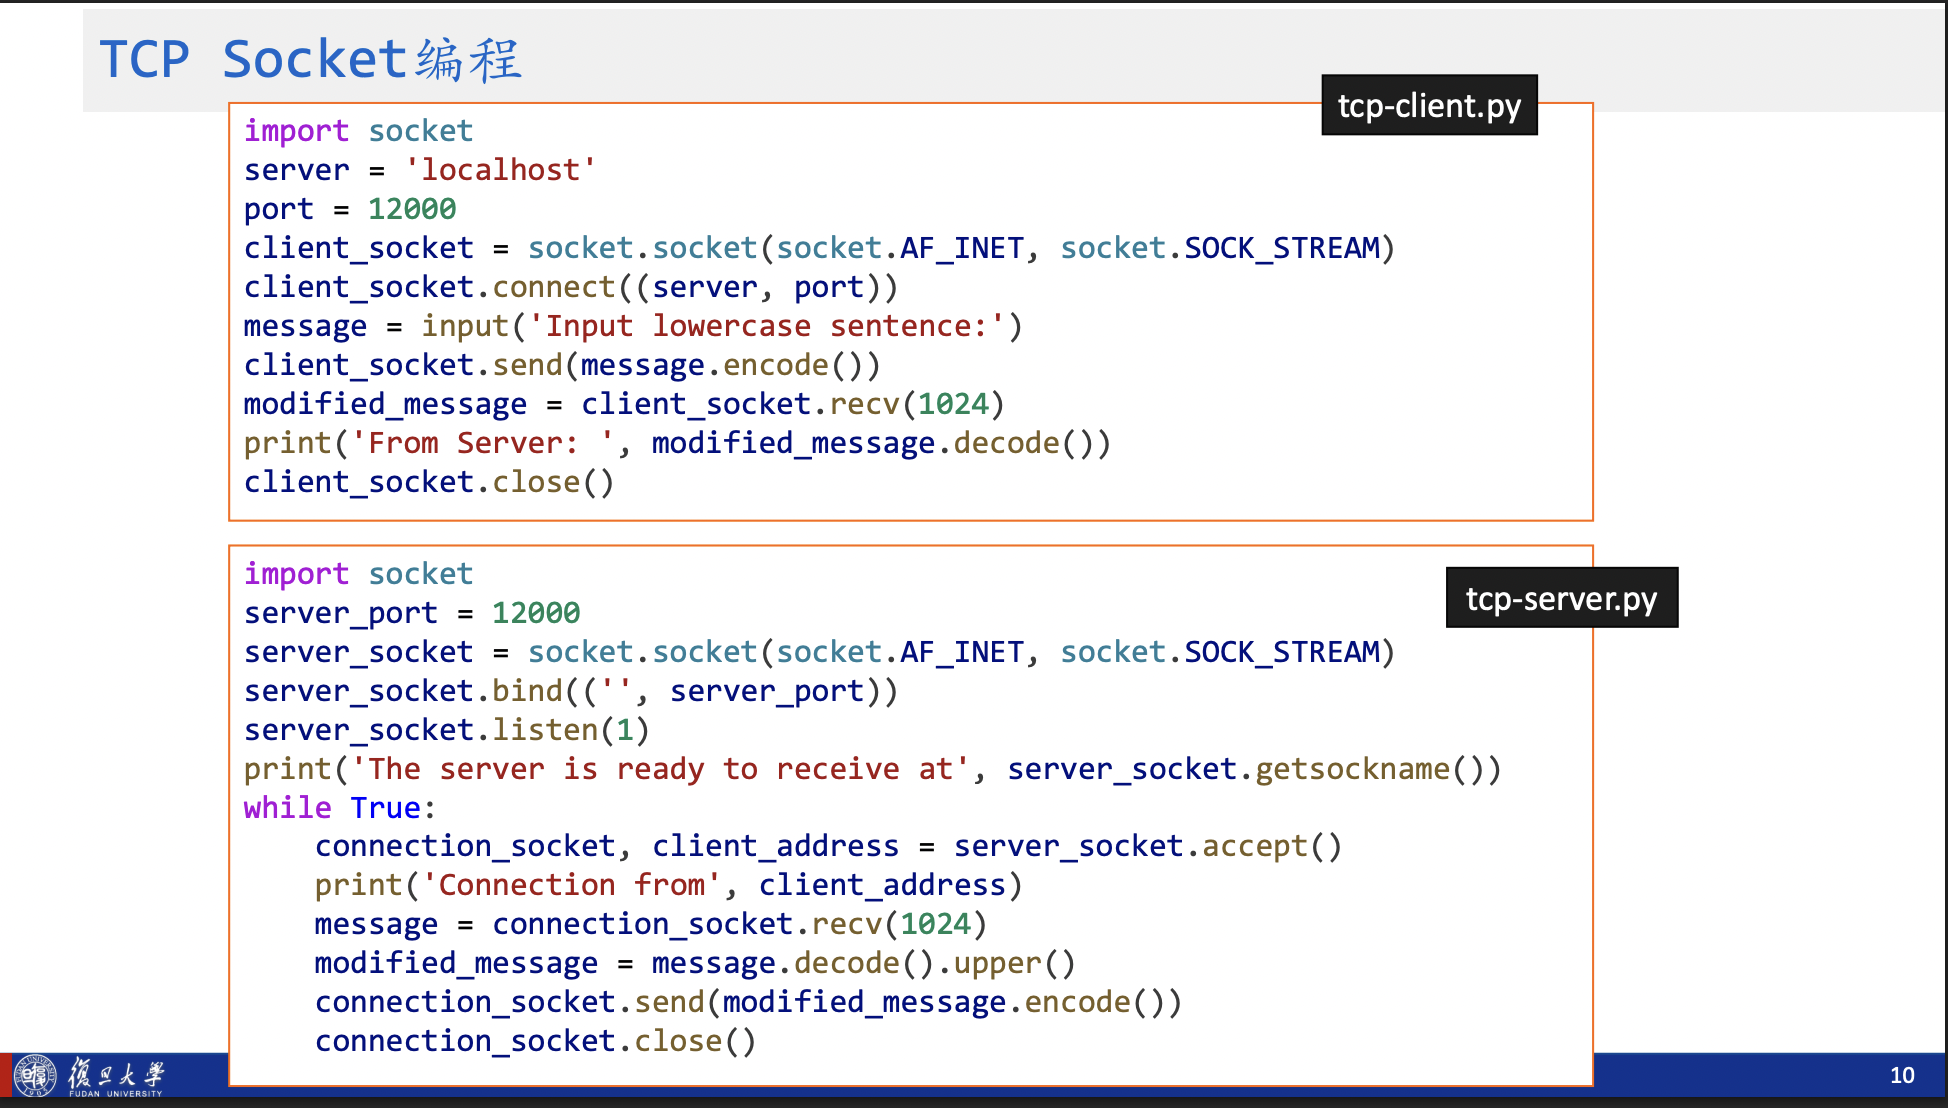 TCP Socket编程
tcp-client.py
import socket
server = 'localhost'
port = 12000
client_socket = socket.socket(socket.AF_INET, socket.SOCK_STREAM)
client_socket.connect((server, port))
message = input('Input lowercase sentence:')
client_socket.send(message.encode())
modified_message = client_socket.recv(1024)
print('From Server: ', modified_message.decode())
client_socket.close()
tcp-server.py
import socket
server_port = 12000
server_socket = socket.socket(socket.AF_INET, socket.SOCK_STREAM)
server_socket.bind(('', server_port))
server_socket.listen(1)
print('The server is ready to receive at', server_socket.getsockname())
while True:
    connection_socket, client_address = server_socket.accept()
    print('Connection from', client_address)
    message = connection_socket.recv(1024)
    modified_message = message.decode().upper()
    connection_socket.send(modified_message.encode())
    connection_socket.close()
復旦大學
FUDAN UNIVERSITY
10